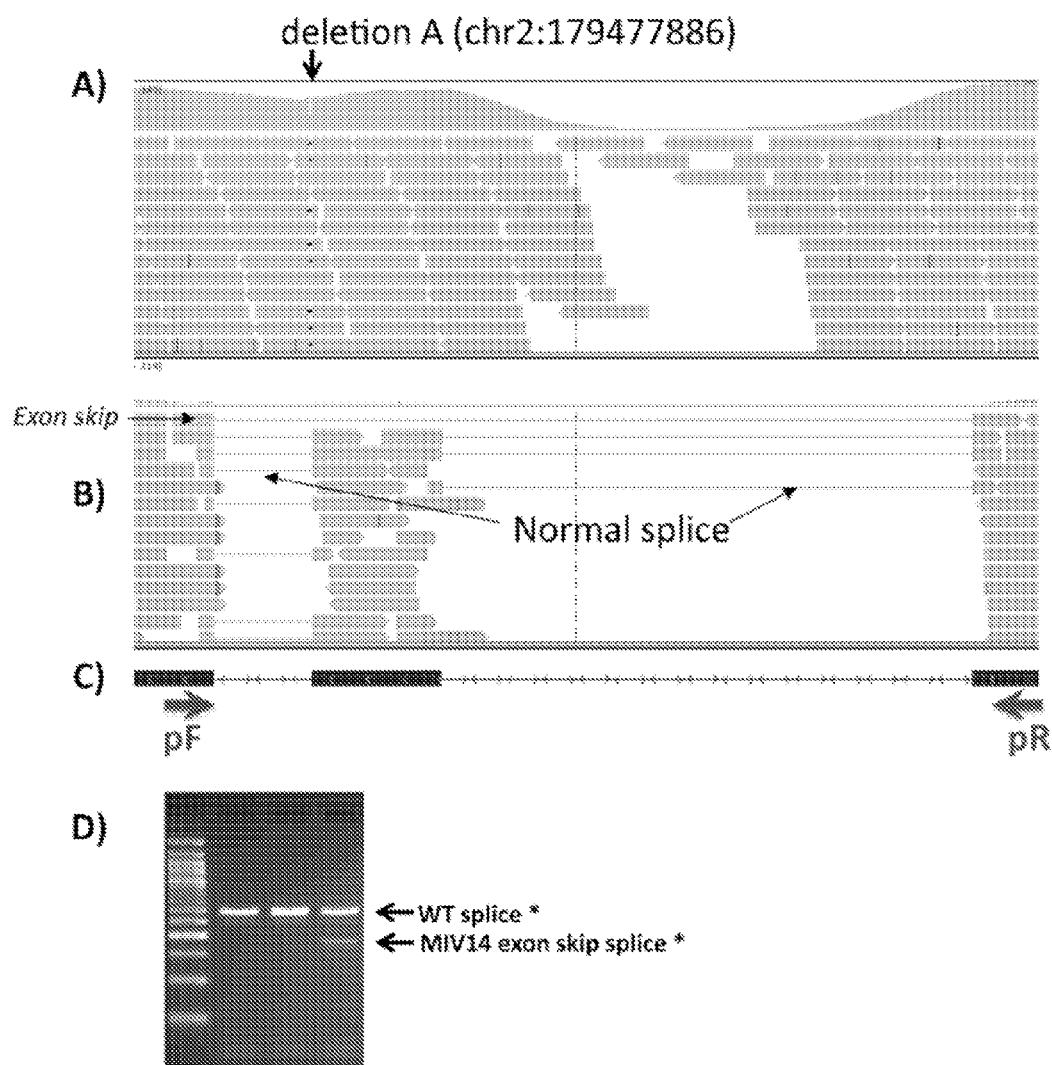 deletion A (chr2:179477886)
A)
Exon skip
B)
Normal splice
C)
pF
pR
D)
WT splice *
MIV14 exon skip splice *